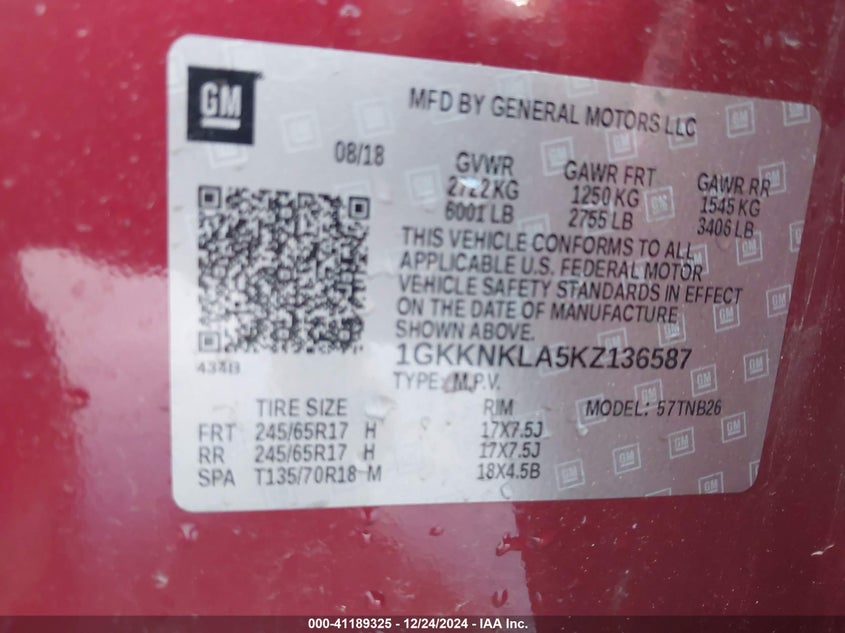 GM
MFD BY GENERAL MOTORS LLC
08/18
GVWR GAWR FRT GAWR RR
2722 KG 1250 KG 1545 KG
6001 LB 2755 LB 3406 LB
THIS VEHICLE CONFORMS TO ALL
APPLICABLE U.S. FEDERAL MOTOR
VEHICLE SAFETY STANDARDS IN EFFECT
ON THE DATE OF MANUFACTURE
SHOWN ABOVE.
1GKKNKLA5KZ136587
434B
TYPE: M.P.V.
TIRE SIZE RIM MODEL: 57TNB26
FRT 245/65R17 H 17X7.5J
RR 245/65R17 H 17X7.5J
SPA T135/70R18 M 18X4.5B
000-41189325 - 12/24/2024 - IAA Inc.